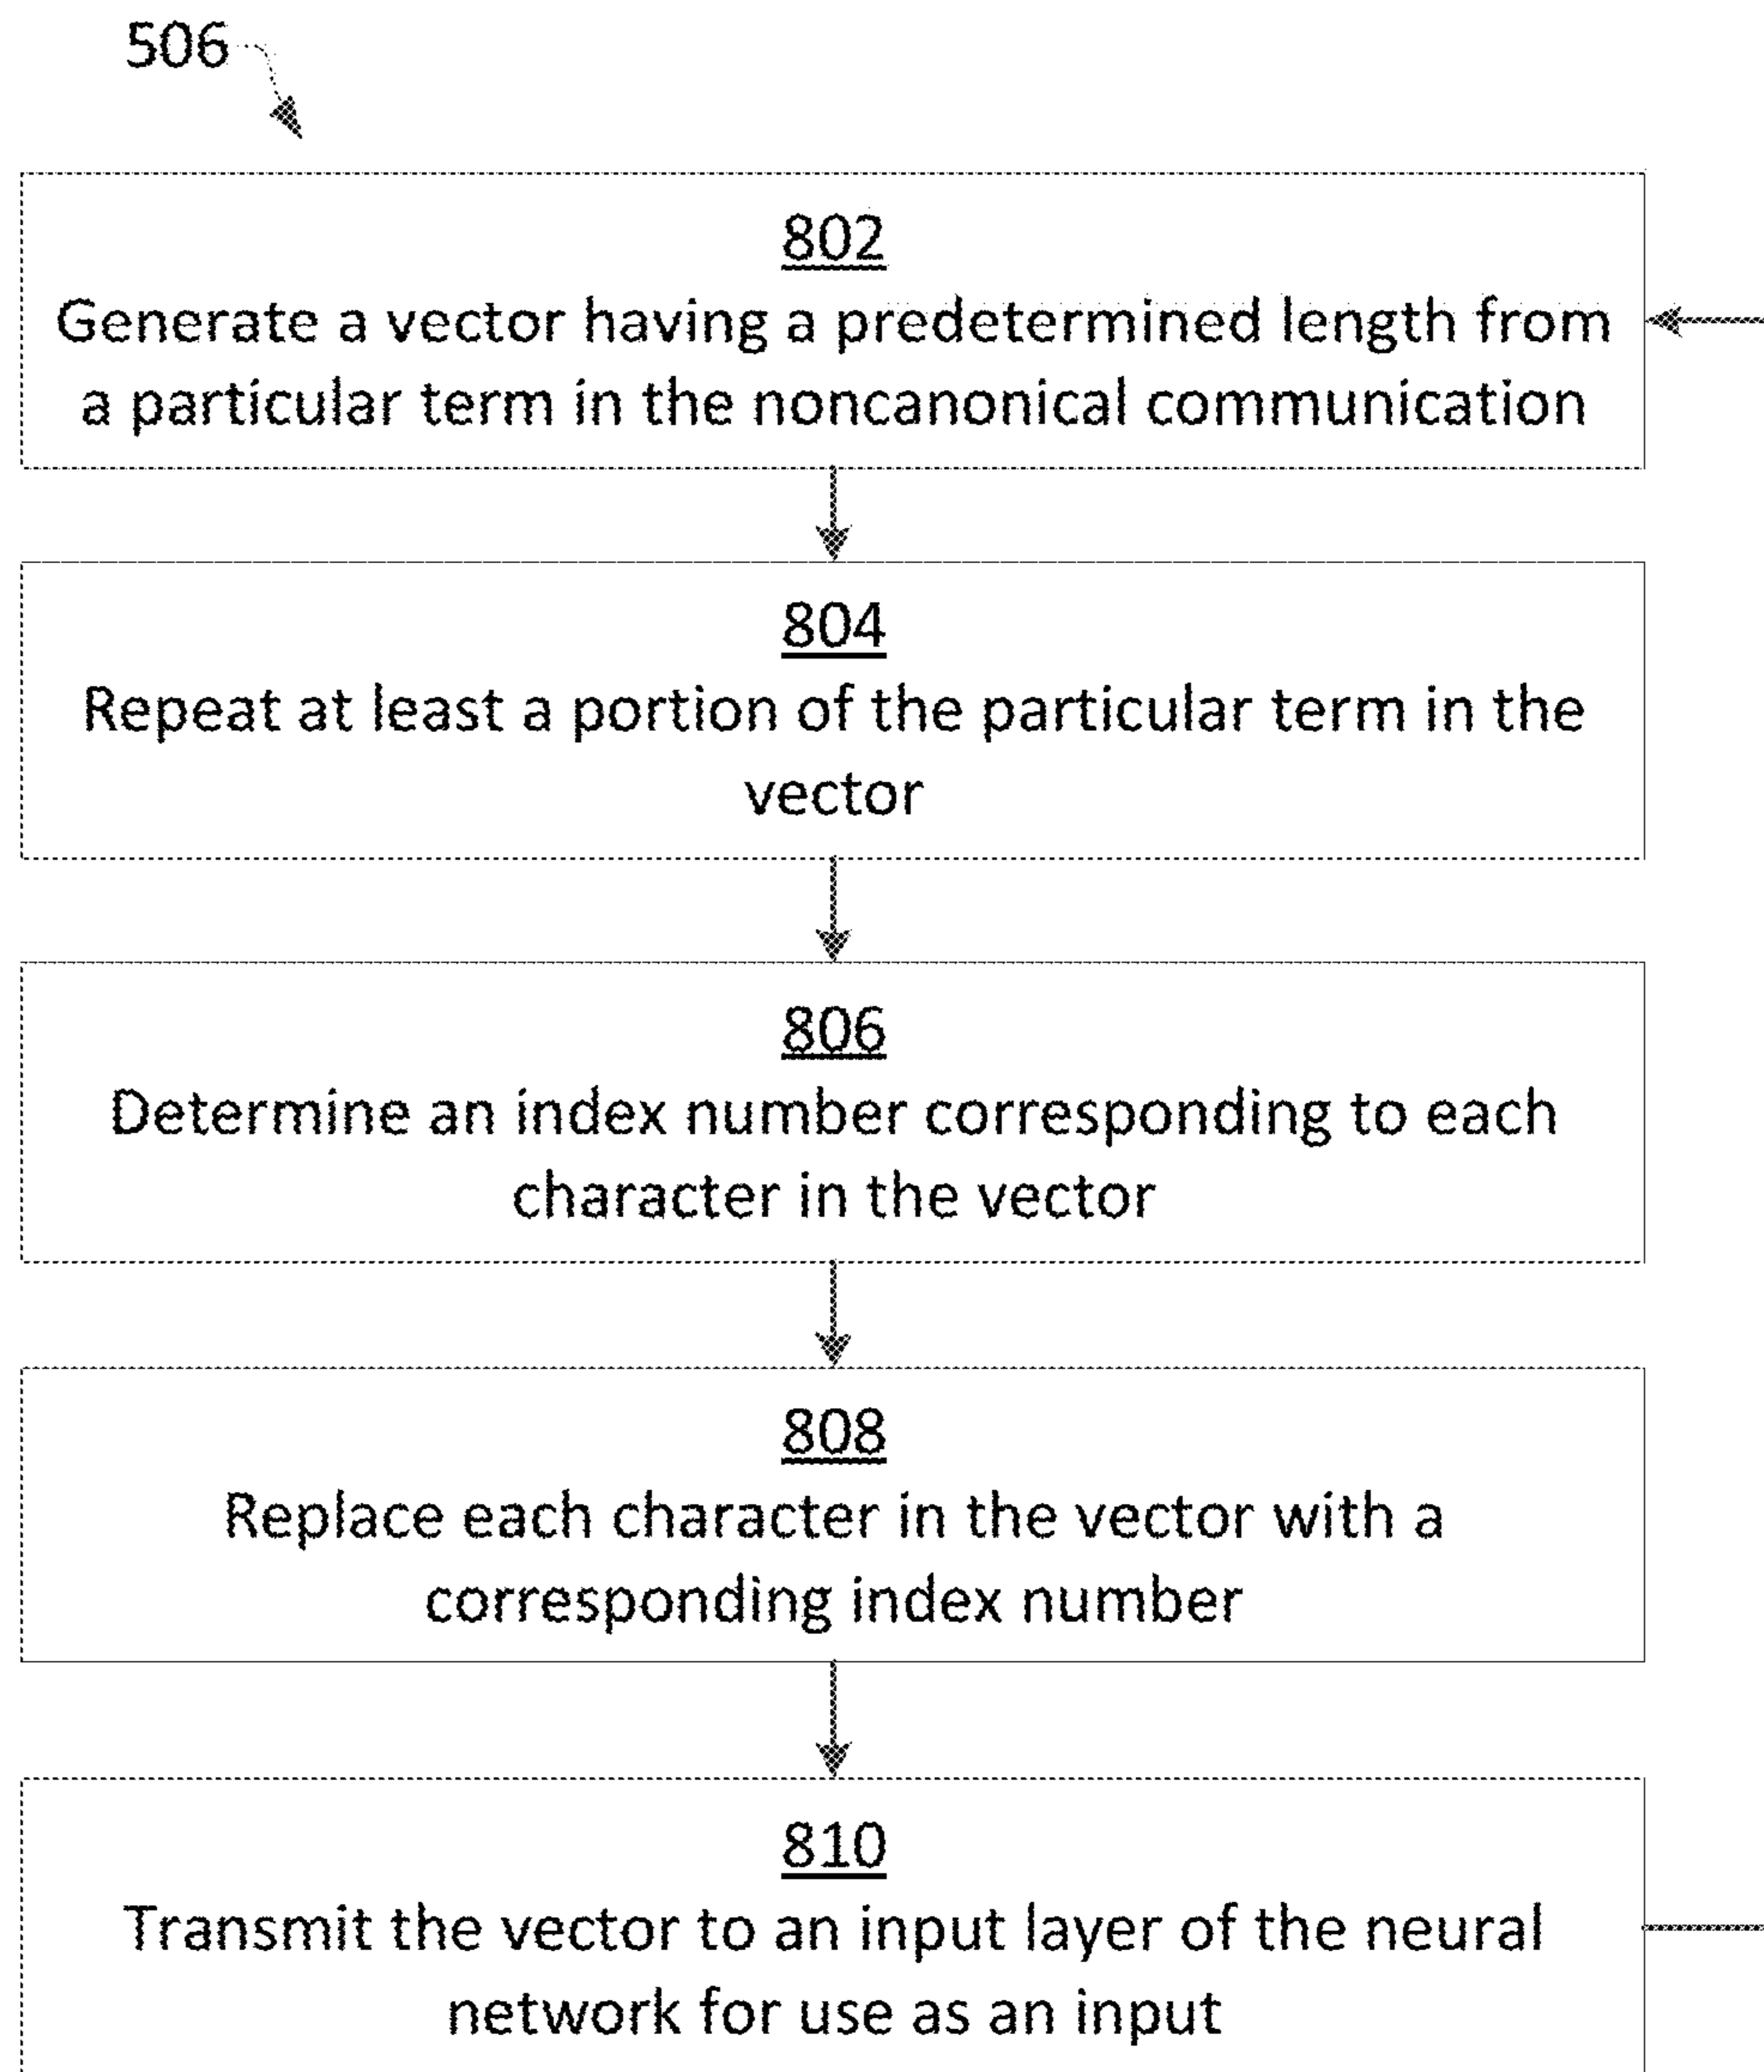 506
802
Generate a vector having a predetermined length from
a particular term in the noncanonical communication
804
Repeat at least a portion of the particular term in the
vector
806
Determine an index number corresponding to each
character in the vector
808
Replace each character in the vector with a
corresponding index number
810
Transmit the vector to an input layer of the neural
network for use as an input